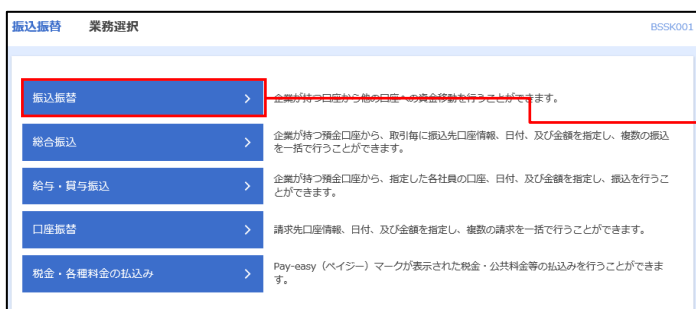 振込振替 業務選択 BSSK001
振込振替 企業が持つ口座から他の口座への資金移動を行うことができます。
総合振込 企業が持つ預金口座から、取引毎に振込先口座情報、日付、及び金額を指定し、複数の振込
を一括で行うことができます。
給与・賞与振込 企業が持つ預金口座から、指定した各社員の口座、日付、及び金額を指定し、振込を行うこ
とができます。
口座振替 請求先口座情報、日付、及び金額を指定し、複数の請求を一括で行うことができます。
税金・各種料金の払込み Pay-easy（ペイジー）マークが表示された税金・公共料金等の払込みを行うことができま
す。